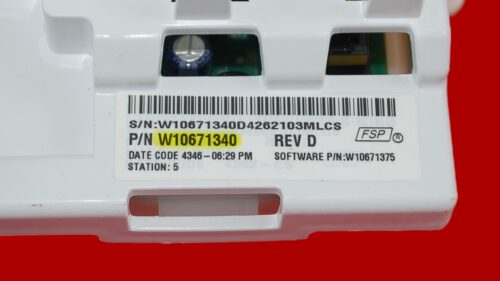 S/N:W10671340D4262103MLCS
P/N W10671340 REV D FSP ®
DATE CODE 4346-06:29 PM SOFTWARE P/N:W10671375
STATION: 5